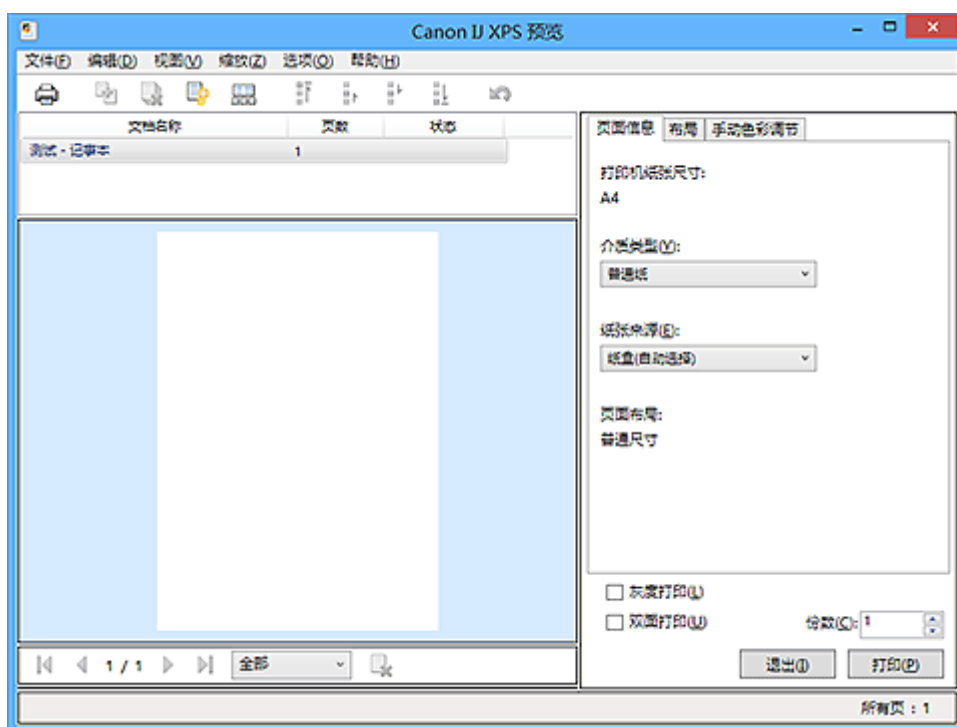 Canon IJ XPS 预览
文件(F) 编辑(D) 视图(V) 缩放(Z) 选项(O) 帮助(H)
文档名称 页数 状态
测试 - 记事本 1
页面信息 布局 手动色彩调节
打印机纸张尺寸:
A4
介质类型(Y):
普通纸
纸张来源(E):
纸盒(自动选择)
页面布局:
普通尺寸
灰度打印(L)
双面打印(U) 份数(C): 1
1 / 1 全部
退出(I) 打印(P)
所有页 : 1